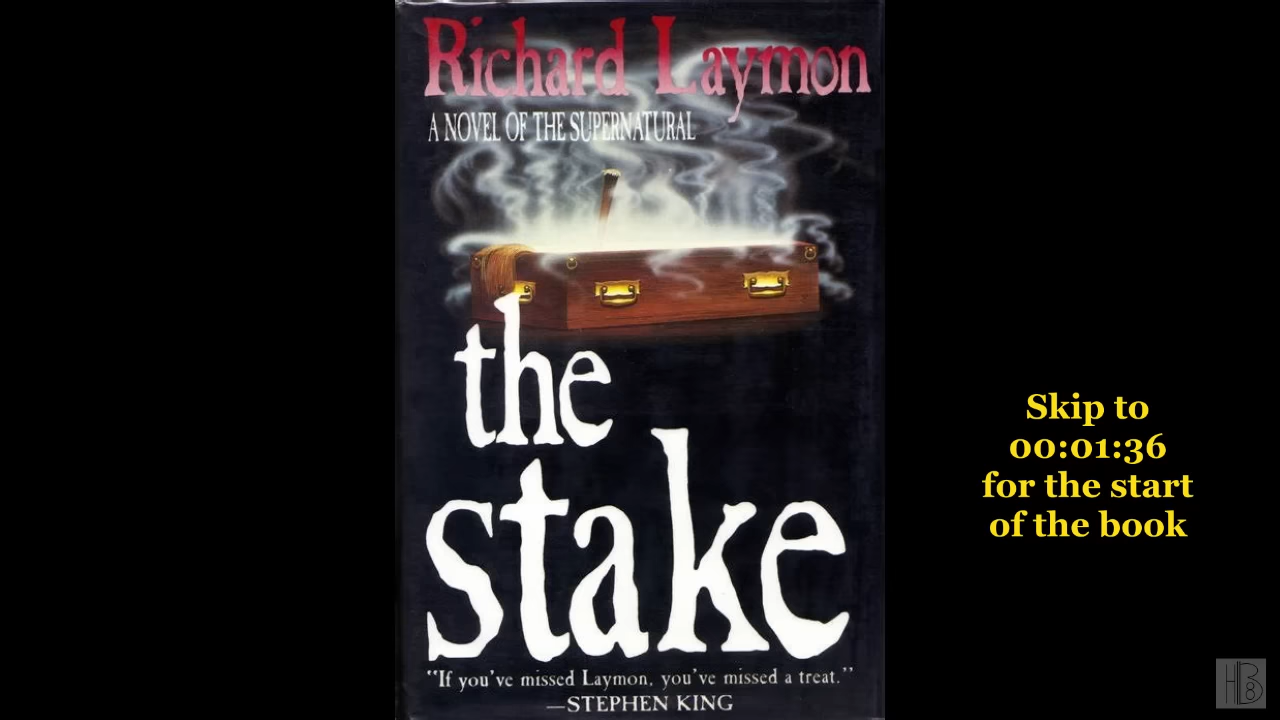 Richard Laymon
A NOVEL OF THE SUPERNATURAL
the
stake
"If you've missed Laymon, you've missed a treat."
—STEPHEN KING
Skip to
00:01:36
for the start
of the book
HB8